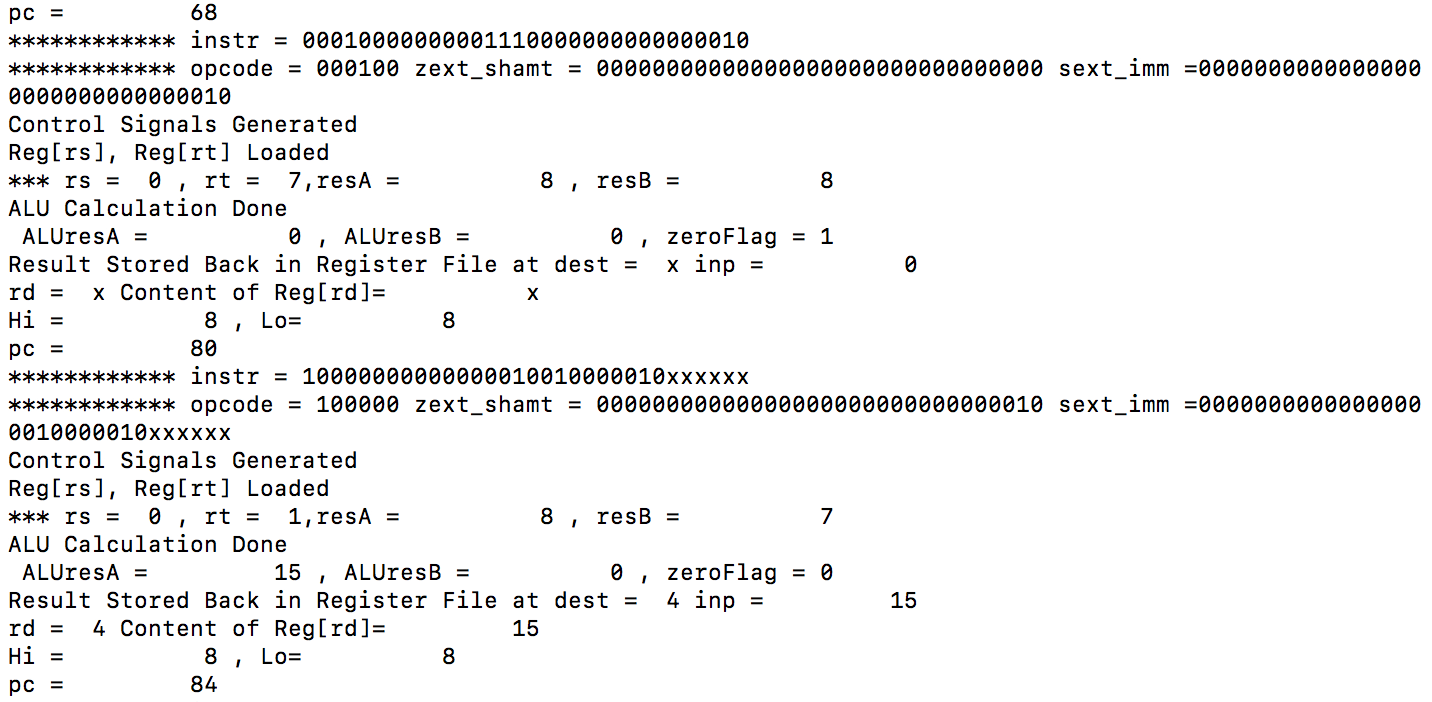 pc =         68
************ instr = 00010000000001110000000000000010
************ opcode = 000100 zext_shamt = 00000000000000000000000000000000 sext_imm =0000000000000000
0000000000000010
Control Signals Generated
Reg[rs], Reg[rt] Loaded
*** rs =  0 , rt =  7,resA =          8 , resB =          8
ALU Calculation Done
 ALUresA =          0 , ALUresB =          0 , zeroFlag = 1
Result Stored Back in Register File at dest =  x inp =          0
rd =  x Content of Reg[rd]=          x
Hi =          8 , Lo=          8
pc =         80
************ instr = 10000000000000010010000010xxxxxx
************ opcode = 100000 zext_shamt = 00000000000000000000000000000010 sext_imm =0000000000000000
0010000010xxxxxx
Control Signals Generated
Reg[rs], Reg[rt] Loaded
*** rs =  0 , rt =  1,resA =          8 , resB =          7
ALU Calculation Done
 ALUresA =         15 , ALUresB =          0 , zeroFlag = 0
Result Stored Back in Register File at dest =  4 inp =         15
rd =  4 Content of Reg[rd]=         15
Hi =          8 , Lo=          8
pc =         84